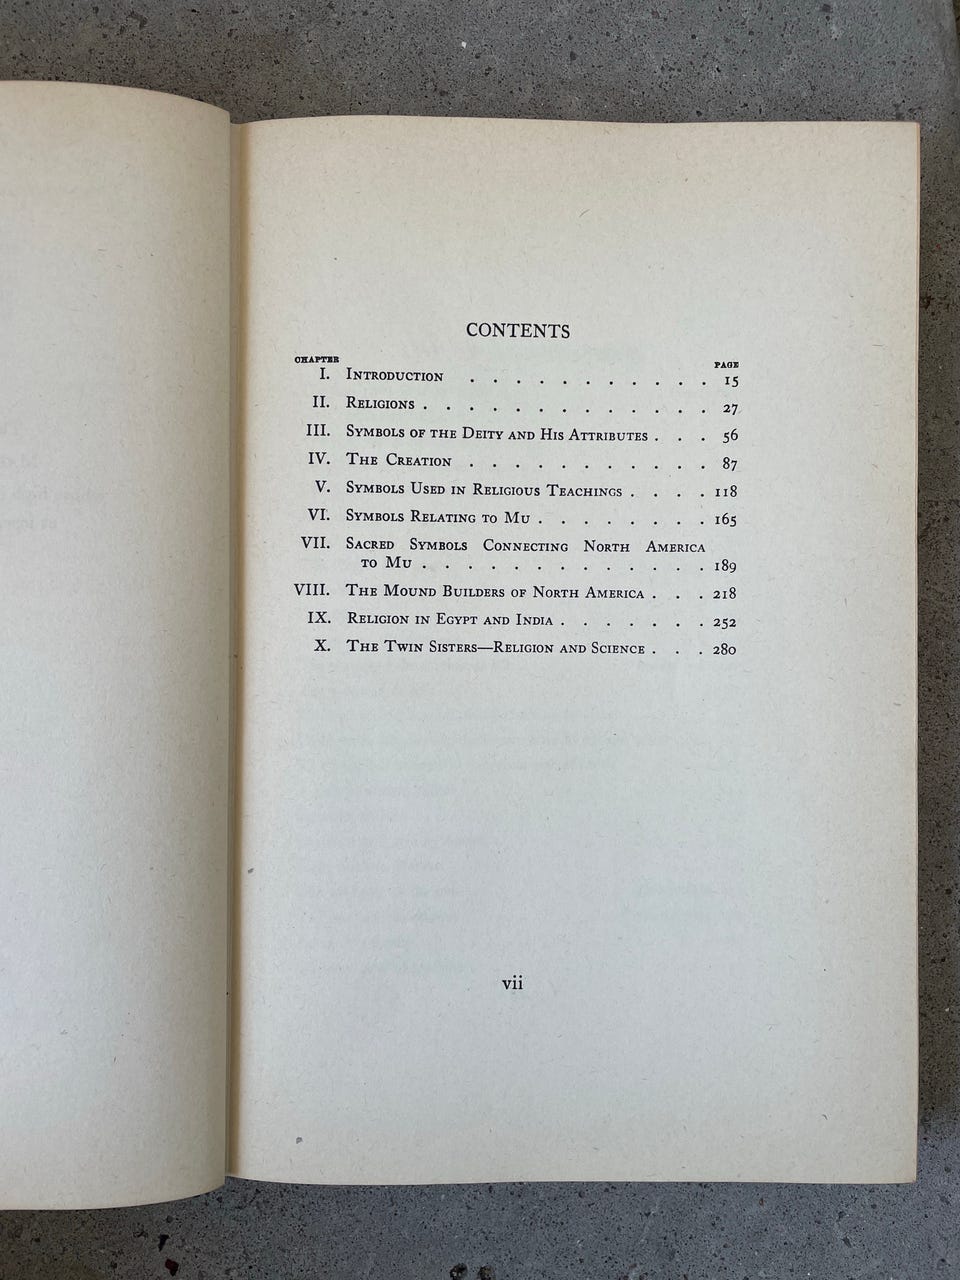 CONTENTS
CHAPTER PAGE
I. INTRODUCTION . . . . . . . . . . . 15
II. RELIGIONS . . . . . . . . . . . . . 27
III. SYMBOLS OF THE DEITY AND HIS ATTRIBUTES . . . 56
IV. THE CREATION . . . . . . . . . . . 87
V. SYMBOLS USED IN RELIGIOUS TEACHINGS . . . . 118
VI. SYMBOLS RELATING TO MU . . . . . . . . 165
VII. SACRED SYMBOLS CONNECTING NORTH AMERICA
TO MU . . . . . . . . . . . . . 189
VIII. THE MOUND BUILDERS OF NORTH AMERICA . . . 218
IX. RELIGION IN EGYPT AND INDIA . . . . . . . 252
X. THE TWIN SISTERS—RELIGION AND SCIENCE . . . 280
vii